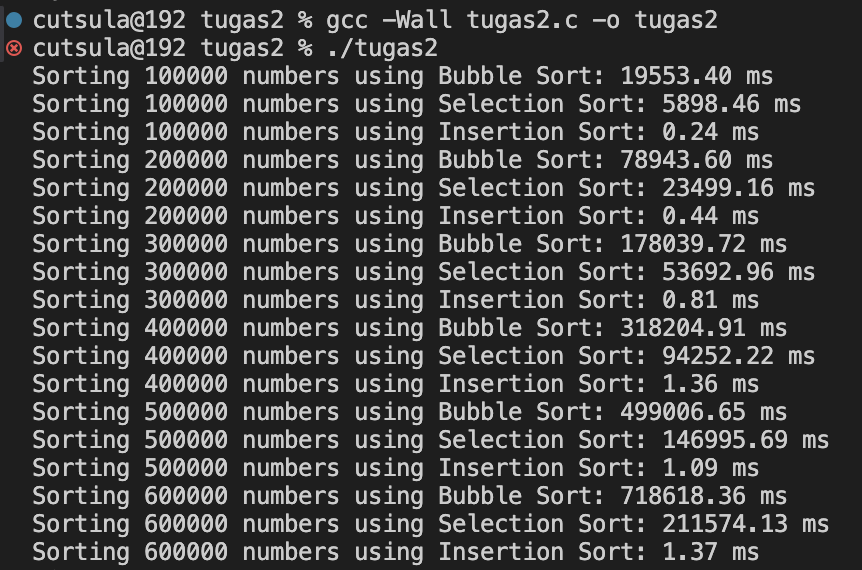 cutsula@192 tugas2 % gcc -Wall tugas2.c -o tugas2
cutsula@192 tugas2 % ./tugas2
Sorting 100000 numbers using Bubble Sort: 19553.40 ms
Sorting 100000 numbers using Selection Sort: 5898.46 ms
Sorting 100000 numbers using Insertion Sort: 0.24 ms
Sorting 200000 numbers using Bubble Sort: 78943.60 ms
Sorting 200000 numbers using Selection Sort: 23499.16 ms
Sorting 200000 numbers using Insertion Sort: 0.44 ms
Sorting 300000 numbers using Bubble Sort: 178039.72 ms
Sorting 300000 numbers using Selection Sort: 53692.96 ms
Sorting 300000 numbers using Insertion Sort: 0.81 ms
Sorting 400000 numbers using Bubble Sort: 318204.91 ms
Sorting 400000 numbers using Selection Sort: 94252.22 ms
Sorting 400000 numbers using Insertion Sort: 1.36 ms
Sorting 500000 numbers using Bubble Sort: 499006.65 ms
Sorting 500000 numbers using Selection Sort: 146995.69 ms
Sorting 500000 numbers using Insertion Sort: 1.09 ms
Sorting 600000 numbers using Bubble Sort: 718618.36 ms
Sorting 600000 numbers using Selection Sort: 211574.13 ms
Sorting 600000 numbers using Insertion Sort: 1.37 ms